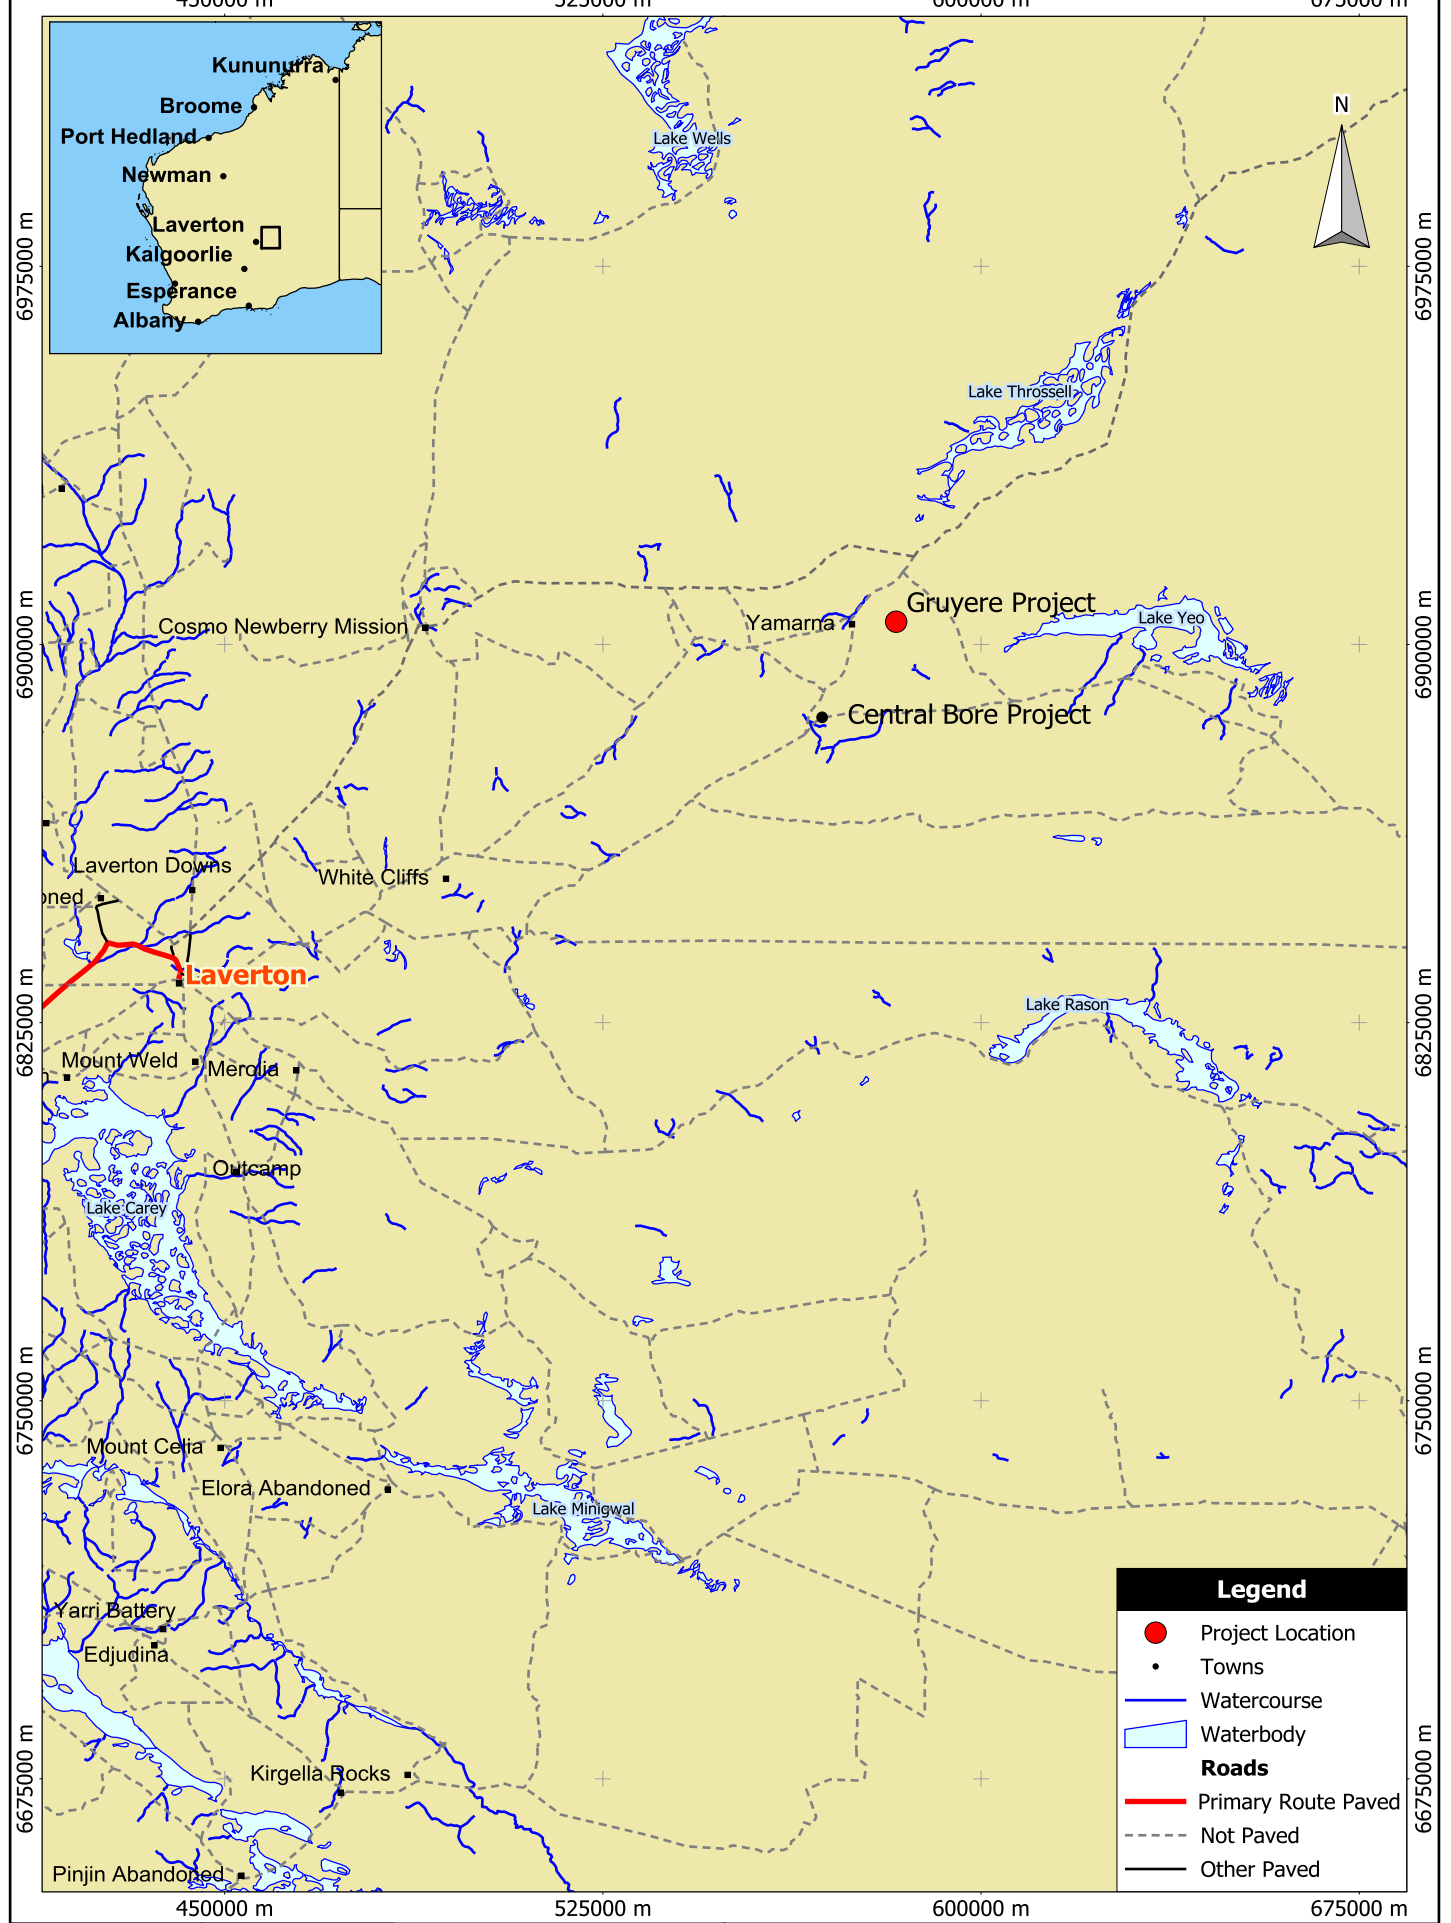 450000 m
525000 m
600000 m
675000 m
Kununurra
Broome
Port Hedland
Newman
Laverton
Kalgoorlie
Esperance
Albany
N
Lake Wells
6975000 m
6975000 m
Lake Throssell
Gruyere Project
Cosmo Newberry Mission
Yamarna
Lake Yeo
6900000 m
6900000 m
Central Bore Project
Laverton Downs
White Cliffs
oned
Laverton
Lake Rason
6825000 m
6825000 m
Mount Weld
Merolia
n
Outcamp
Lake Carey
6750000 m
6750000 m
Mount Celia
Elora Abandoned
Lake Minigwal
Yarri Battery
Edjudina
Kirgella Rocks
6675000 m
6675000 m
Pinjin Abandoned
Legend
Project Location
Towns
Watercourse
Waterbody
Roads
Primary Route Paved
Not Paved
Other Paved
450000 m
525000 m
600000 m
675000 m